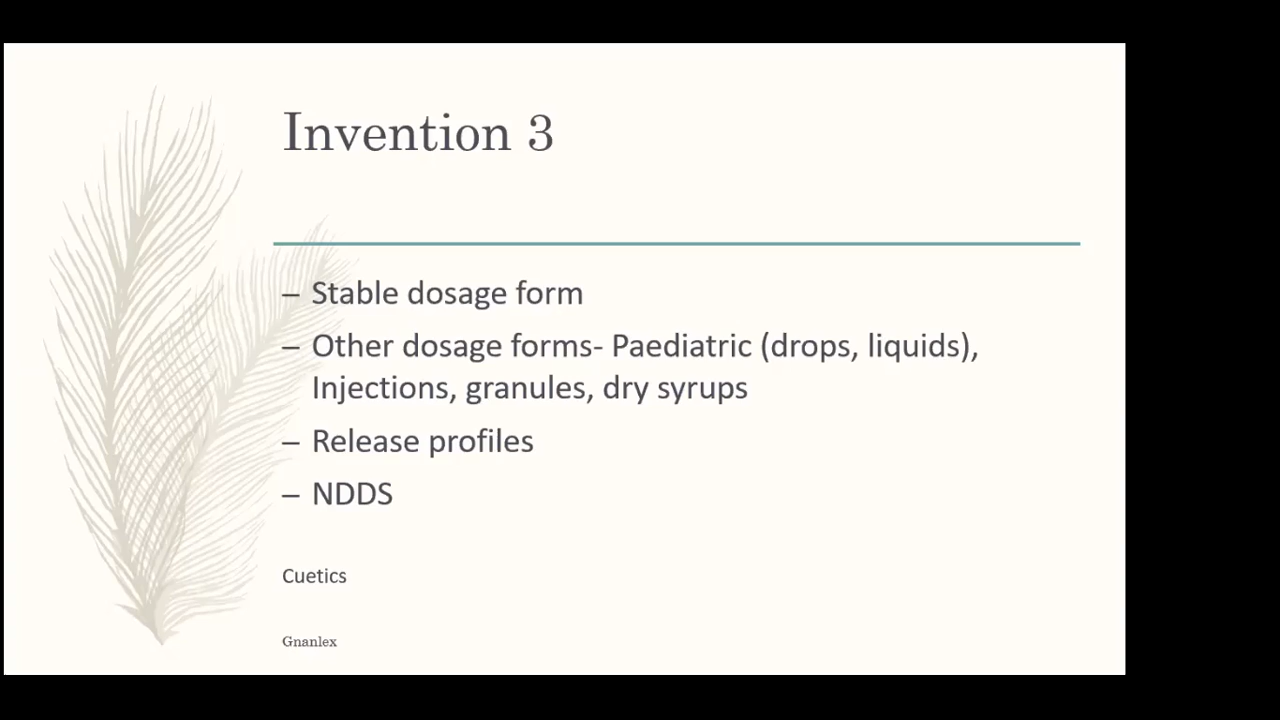 Invention 3
– Stable dosage form
– Other dosage forms- Paediatric (drops, liquids),
Injections, granules, dry syrups
– Release profiles
– NDDS
Cuetics
Gnanlex